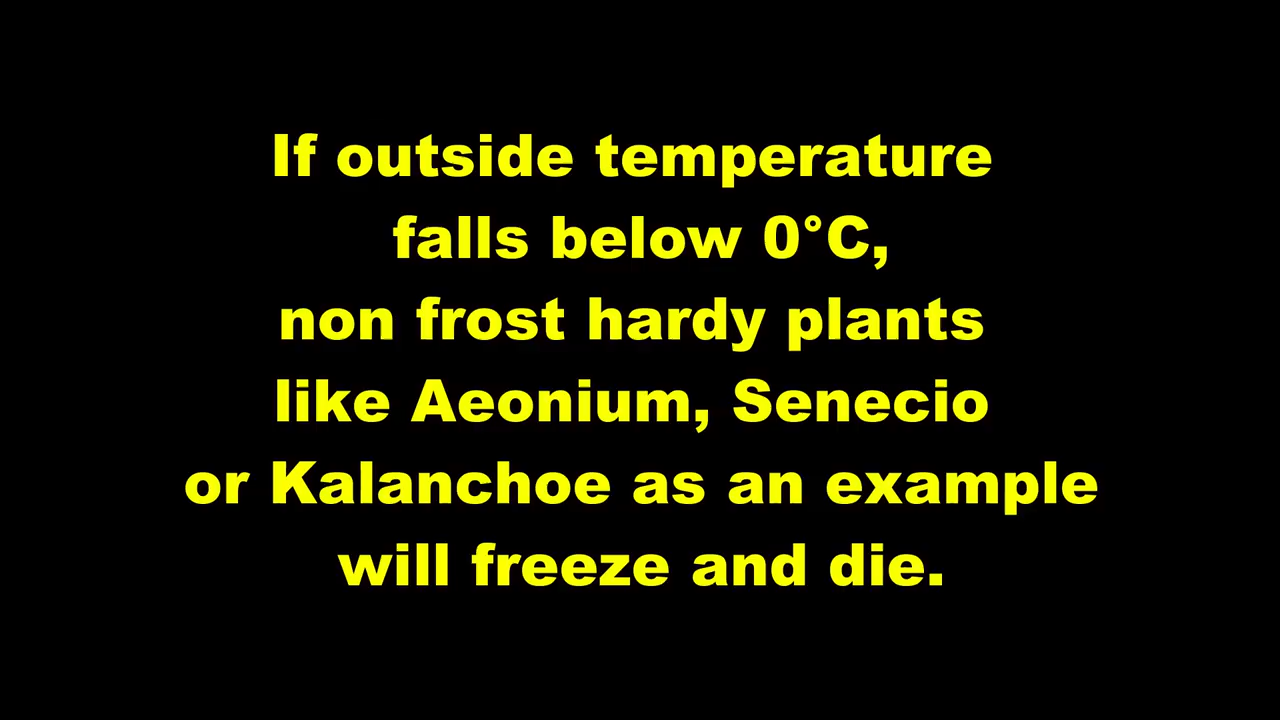 If outside temperature
falls below 0°C,
non frost hardy plants
like Aeonium, Senecio
or Kalanchoe as an example
will freeze and die.